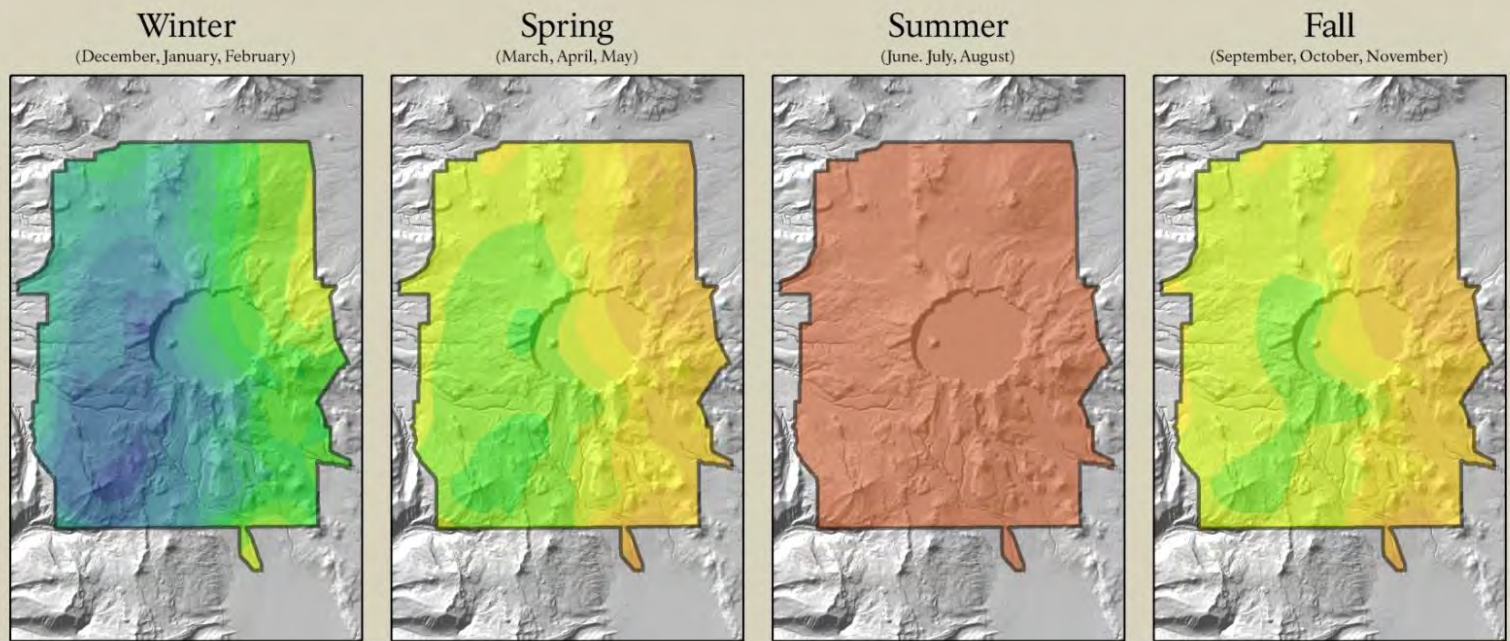 Winter
(December, January, February)
Spring
(March, April, May)
Summer
(June. July, August)
Fall
(September, October, November)